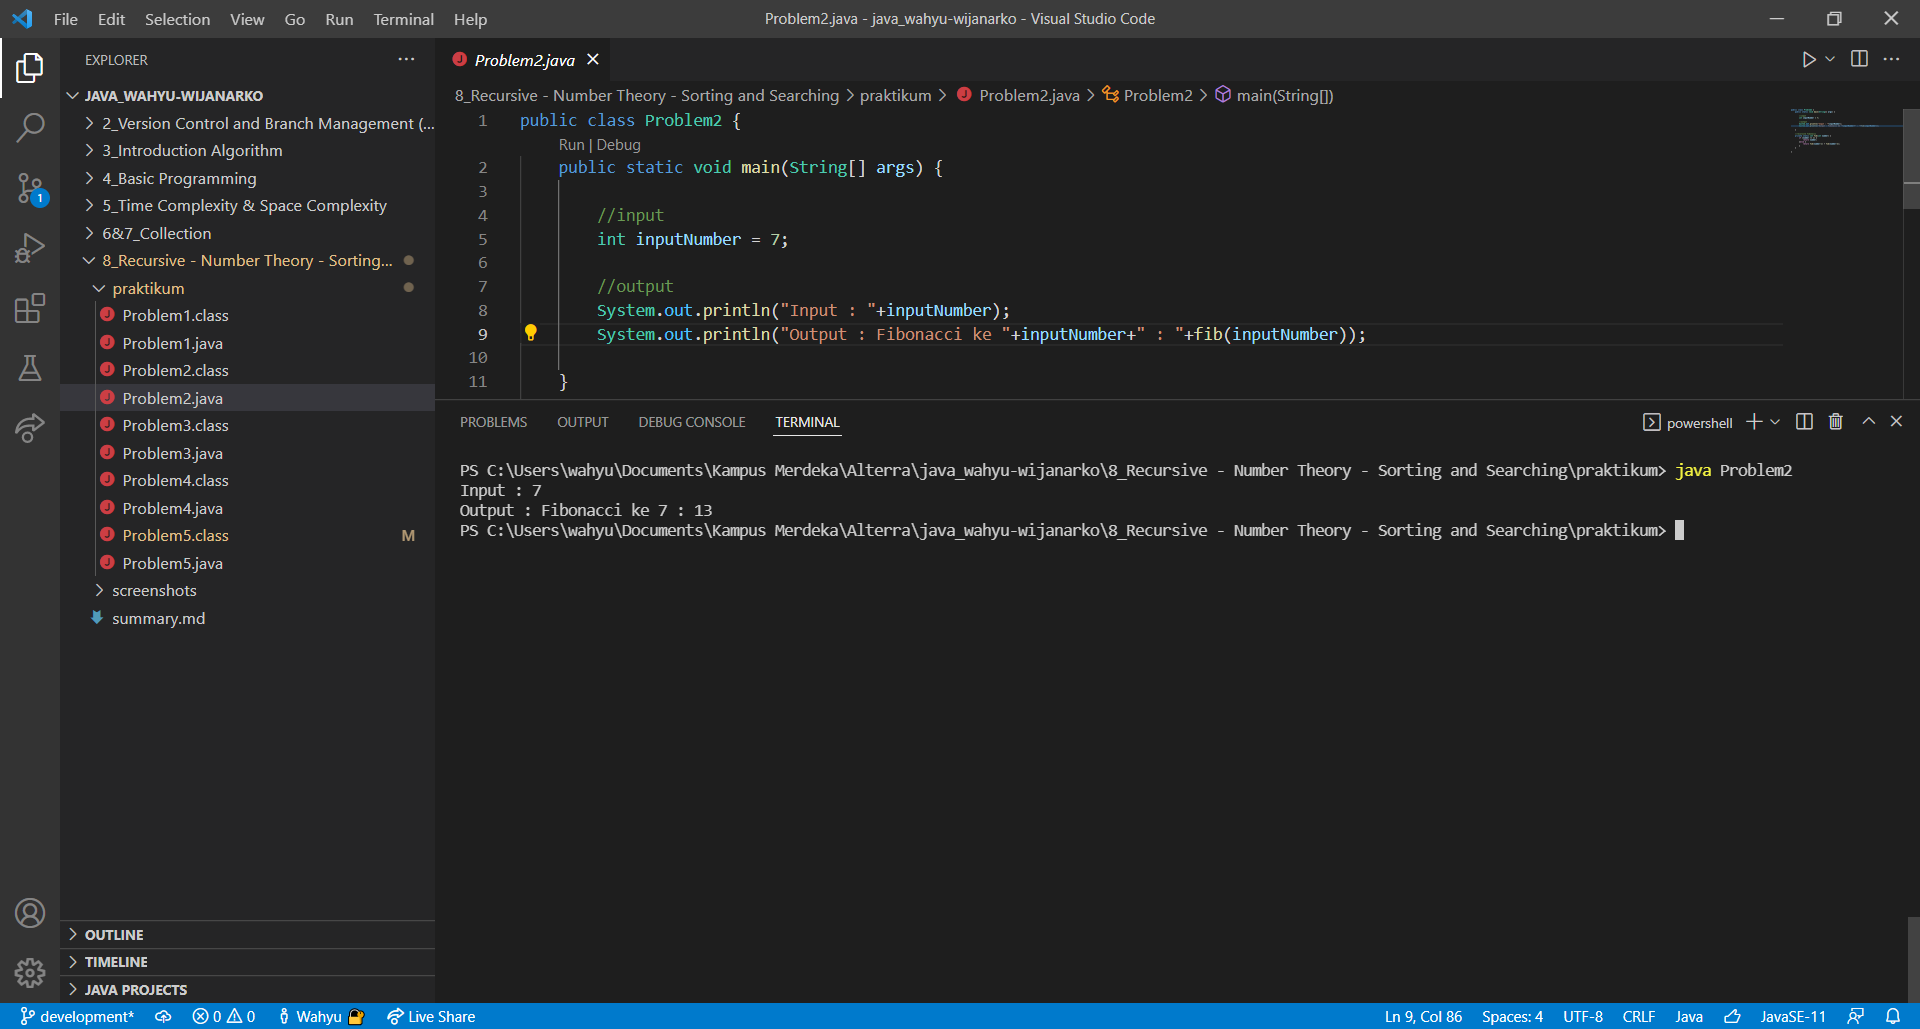 File Edit Selection View Go Run Terminal Help
Problem2.java - java_wahyu-wijanarko - Visual Studio Code
EXPLORER
JAVA_WAHYU-WIJANARKO
2_Version Control and Branch Management (...
3_Introduction Algorithm
4_Basic Programming
5_Time Complexity & Space Complexity
6&7_Collection
8_Recursive - Number Theory - Sorting...
praktikum
Problem1.class
Problem1.java
Problem2.class
Problem2.java
Problem3.class
Problem3.java
Problem4.class
Problem4.java
Problem5.class M
Problem5.java
screenshots
summary.md
OUTLINE
TIMELINE
JAVA PROJECTS
1
Problem2.java
8_Recursive - Number Theory - Sorting and Searching > praktikum > Problem2.java > Problem2 > main(String[])
1 public class Problem2 {
Run | Debug
2 public static void main(String[] args) {
3
4 //input
5 int inputNumber = 7;
6
7 //output
8 System.out.println("Input : "+inputNumber);
9 System.out.println("Output : Fibonacci ke "+inputNumber+" : "+fib(inputNumber));
10
11 }
PROBLEMS OUTPUT DEBUG CONSOLE TERMINAL
powershell
PS C:\Users\wahyu\Documents\Kampus Merdeka\Alterra\java_wahyu-wijanarko\8_Recursive - Number Theory - Sorting and Searching\praktikum> java Problem2
Input : 7
Output : Fibonacci ke 7 : 13
PS C:\Users\wahyu\Documents\Kampus Merdeka\Alterra\java_wahyu-wijanarko\8_Recursive - Number Theory - Sorting and Searching\praktikum>
development* 0 0 Wahyu Live Share
Ln 9, Col 86 Spaces: 4 UTF-8 CRLF Java JavaSE-11